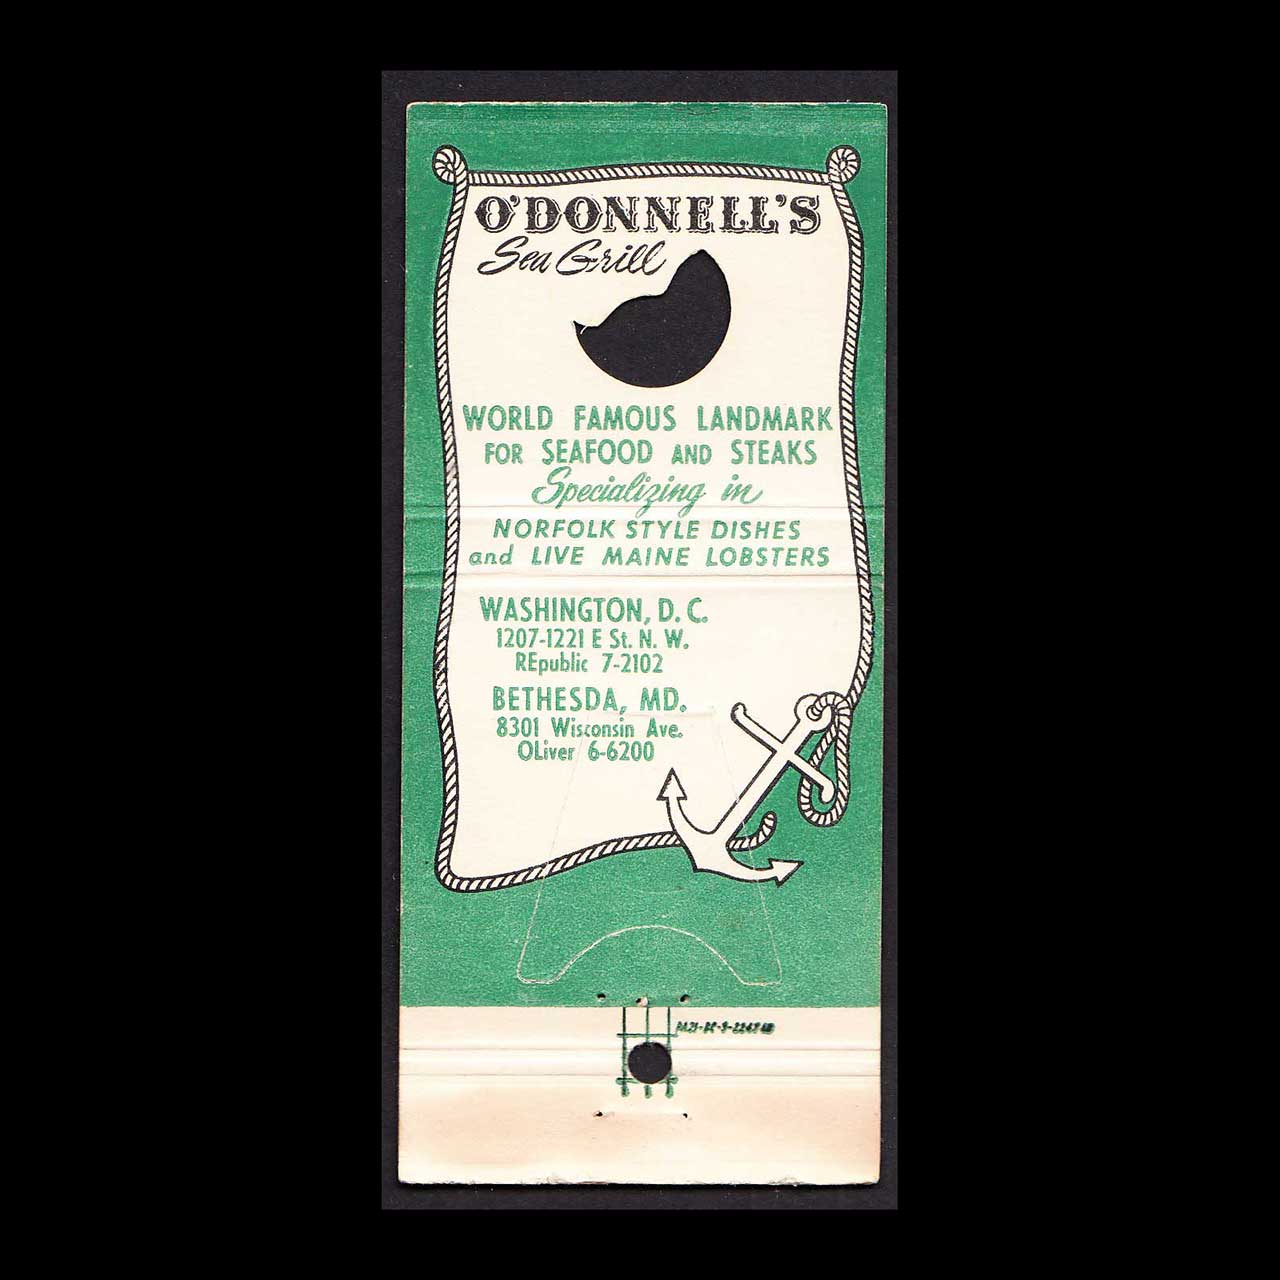 O'DONNELL'S
Sea Grill
WORLD FAMOUS LANDMARK
FOR SEAFOOD AND STEAKS
Specializing in
NORFOLK STYLE DISHES
and LIVE MAINE LOBSTERS
WASHINGTON, D. C.
1207-1221 E St. N. W.
REpublic 7-2102
BETHESDA, MD.
8301 Wisconsin Ave.
OLiver 6-6200